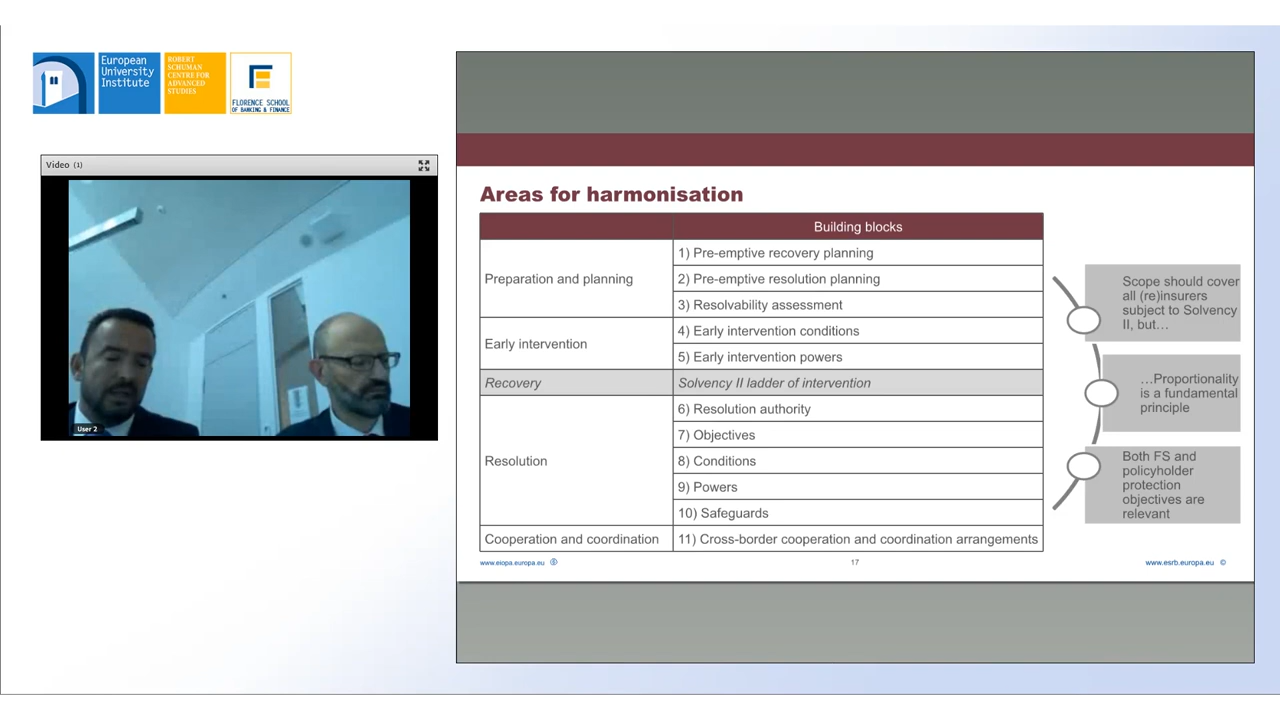 European
University
Institute
ROBERT
SCHUMAN
CENTRE FOR
ADVANCED
STUDIES
FLORENCE SCHOOL
OF BANKING & FINANCE
Video (1)
User 2
Areas for harmonisation
Building blocks
Preparation and planning
1) Pre-emptive recovery planning
2) Pre-emptive resolution planning
3) Resolvability assessment
Early intervention
4) Early intervention conditions
5) Early intervention powers
Recovery
Solvency II ladder of intervention
Resolution
6) Resolution authority
7) Objectives
8) Conditions
9) Powers
10) Safeguards
Cooperation and coordination
11) Cross-border cooperation and coordination arrangements
Scope should cover
all (re)insurers
subject to Solvency
II, but…
…Proportionality
is a fundamental
principle
Both FS and
policyholder
protection
objectives are
relevant
www.eiopa.europa.eu
17
www.esrb.europa.eu ©